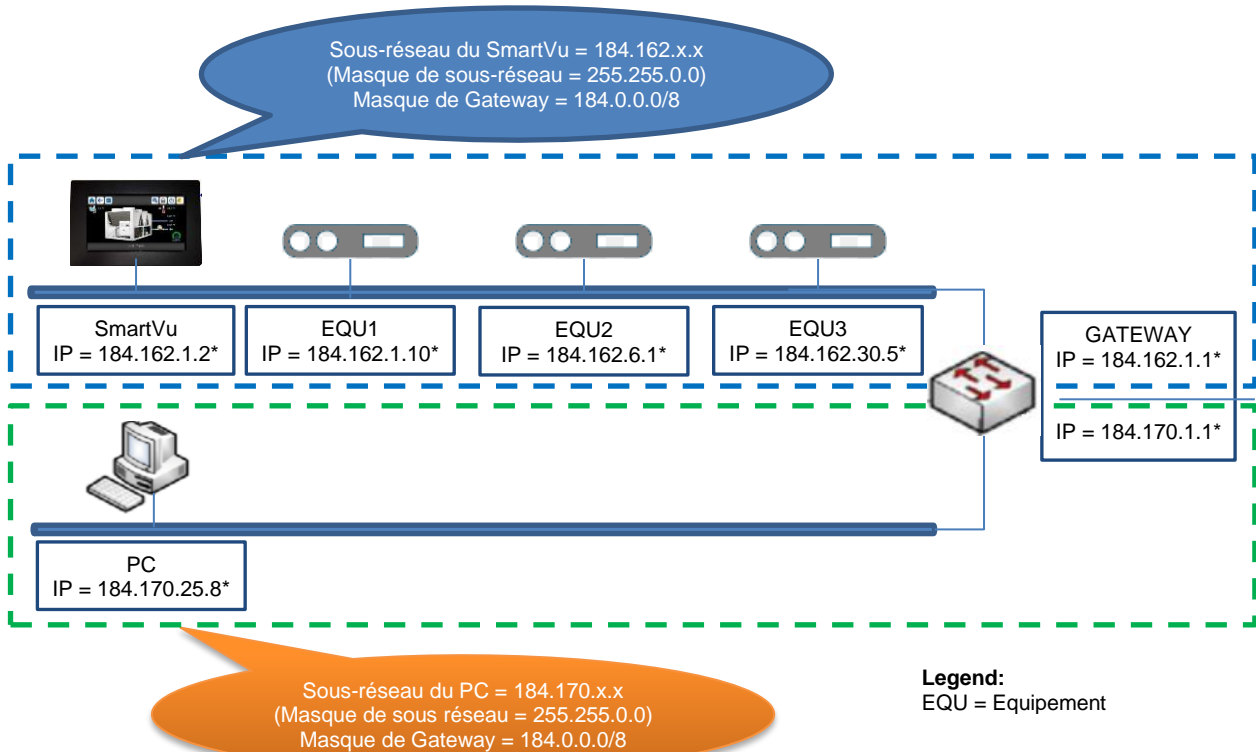 Sous-réseau du SmartVu = 184.162.x.x
(Masque de sous-réseau = 255.255.0.0)
Masque de Gateway = 184.0.0.0/8
SmartVu
IP = 184.162.1.2*
EQU1
IP = 184.162.1.10*
EQU2
IP = 184.162.6.1*
EQU3
IP = 184.162.30.5*
GATEWAY
IP = 184.162.1.1*
IP = 184.170.1.1*
PC
IP = 184.170.25.8*
Sous-réseau du PC = 184.170.x.x
(Masque de sous réseau = 255.255.0.0)
Masque de Gateway = 184.0.0.0/8
Legend:
EQU = Equipement